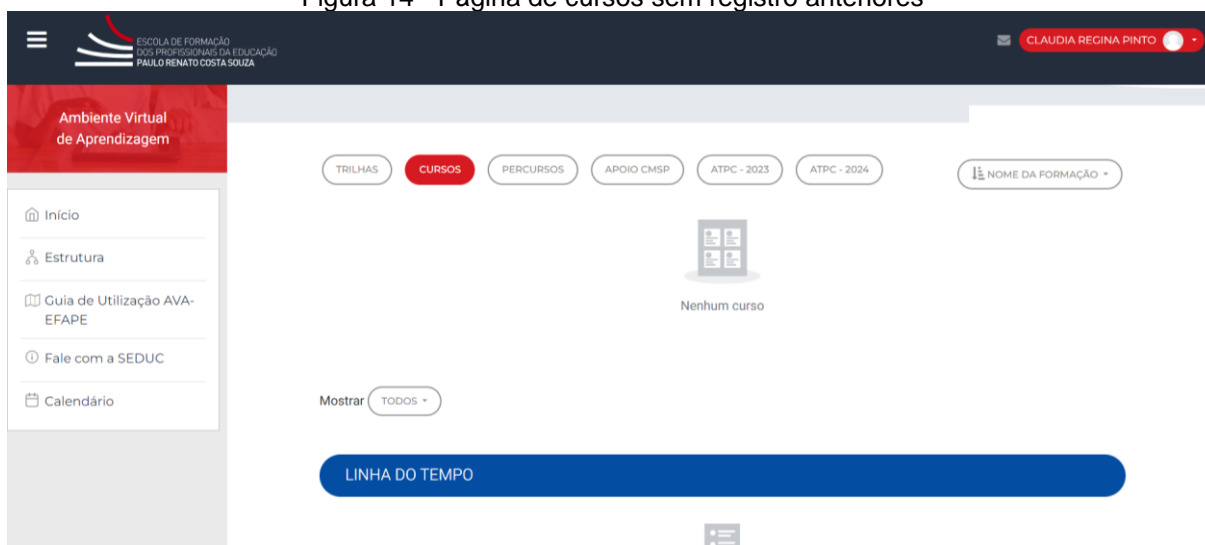 Figura 14 - Página de cursos sem registro anteriores
ESCOLA DE FORMAÇÃO
DOS PROFISSIONAIS DA EDUCAÇÃO
PAULO RENATO COSTA SOUZA
CLAUDIA REGINA PINTO
Ambiente Virtual
de Aprendizagem
TRILHAS
CURSOS
PERCURSOS
APOIO CMSP
ATPC - 2023
ATPC - 2024
NOME DA FORMAÇÃO
Início
Estrutura
Guia de Utilização AVA-
EFAPE
Fale com a SEDUC
Calendário
Nenhum curso
Mostrar TODOS
LINHA DO TEMPO